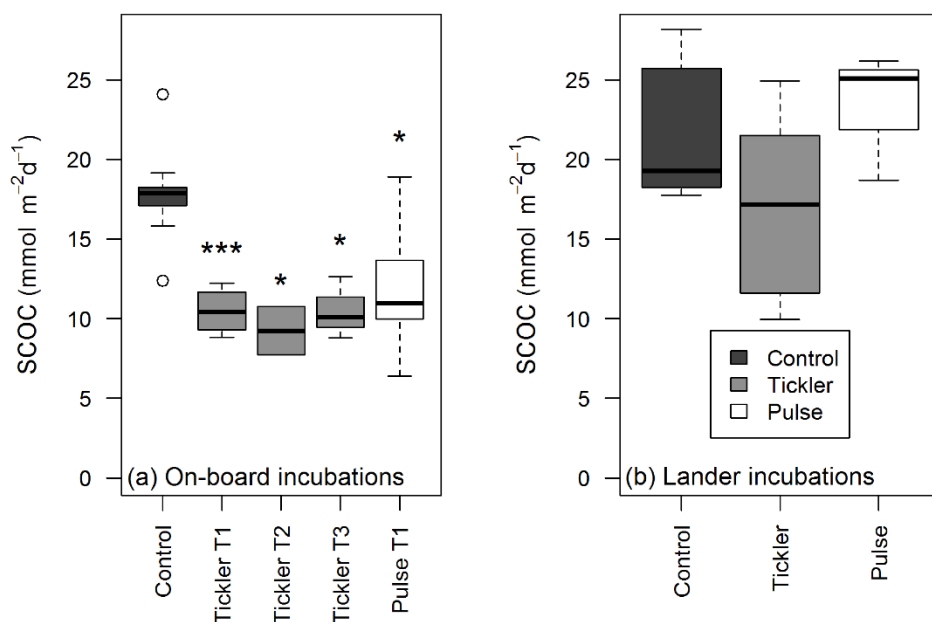 SCOC (mmol m⁻²d⁻¹)
25
20
15
10
5
0
***
*
*
*
(a) On-board incubations
Control
Tickler T1
Tickler T2
Tickler T3
Pulse T1
SCOC (mmol m⁻²d⁻¹)
25
20
15
10
5
0
Control
Tickler
Pulse
(b) Lander incubations
Control
Tickler
Pulse